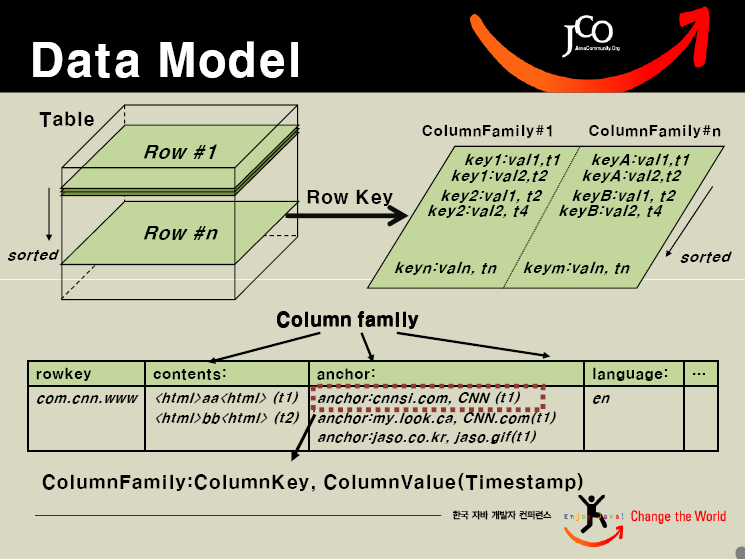 Data Model
JCO
JavaCommunity.Org
Table
Row #1
Row #n
sorted
Row Key
ColumnFamily#1 ColumnFamily#n
key1:val1,t1 keyA:val1,t1
key1:val2,t2 keyA:val2,t2
key2:val1, t2 keyB:val1, t2
key2:val2, t4 keyB:val2, t4
keyn:valn, tn keym:valn, tn
sorted
Column family
rowkey contents: anchor: language: ...
com.cnn.www <html>aa<html> (t1) anchor:cnnsi.com, CNN (t1) en
<html>bb<html> (t2) anchor:my.look.ca, CNN.com(t1)
anchor:jaso.co.kr, jaso.gif(t1)
ColumnFamily:ColumnKey, ColumnValue(Timestamp)
한국 자바 개발자 컨퍼런스 Enjoy Java! Change the World